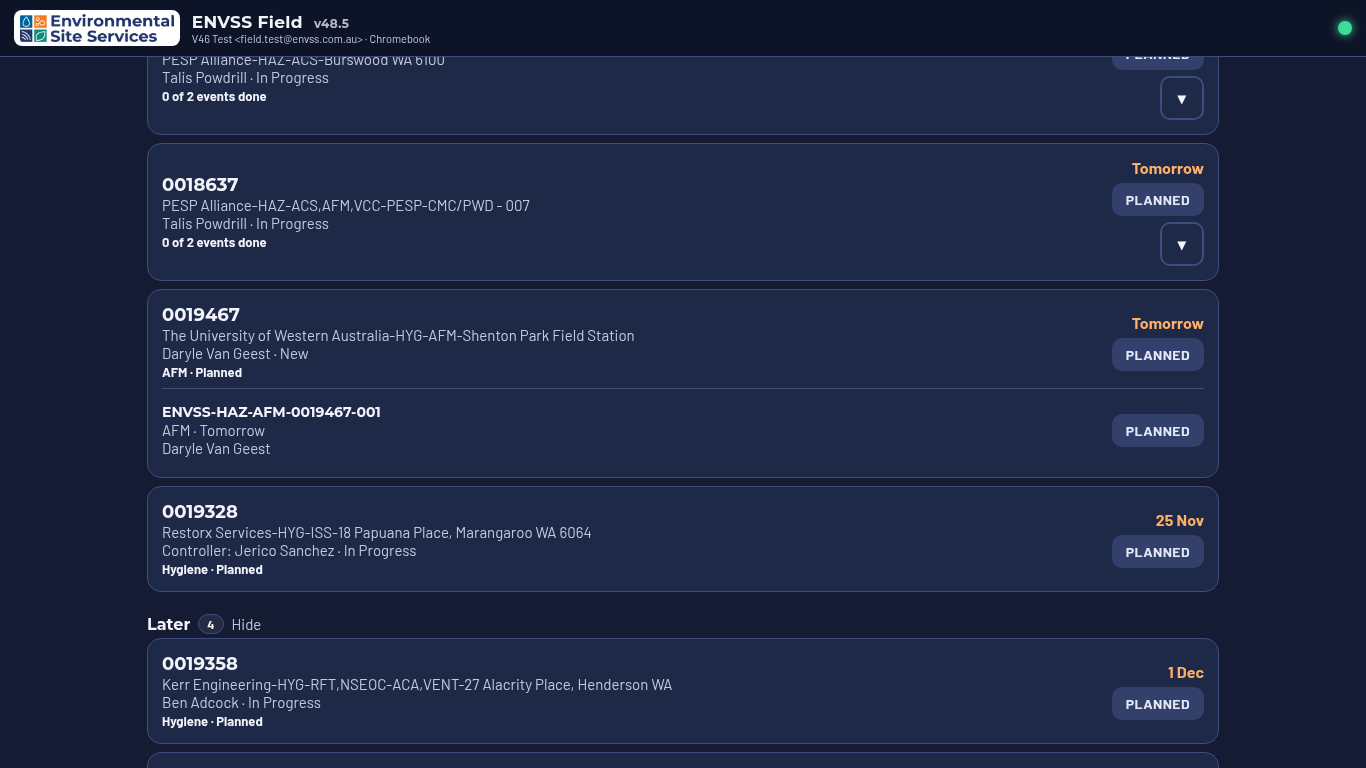 Environmental
Site Services
ENVSS Field v48.5
V46 Test <field.test@envss.com.au> · Chromebook
PESP Alliance-HAZ-ACS-Burswood WA 6100
PLANNED
Talis Powdrill · In Progress
0 of 2 events done
▼
Tomorrow
0018637
PLANNED
PESP Alliance-HAZ-ACS,AFM,VCC-PESP-CMC/PWD - 007
Talis Powdrill · In Progress
0 of 2 events done
▼
0019467
Tomorrow
The University of Western Australia-HYG-AFM-Shenton Park Field Station
Daryle Van Geest · New
PLANNED
AFM · Planned
ENVSS-HAZ-AFM-0019467-001
AFM · Tomorrow
PLANNED
Daryle Van Geest
0019328
25 Nov
Restorx Services-HYG-ISS-18 Papuana Place, Marangaroo WA 6064
Controller: Jerico Sanchez · In Progress
PLANNED
Hygiene · Planned
Later 4 Hide
0019358
1 Dec
Kerr Engineering-HYG-RFT,NSEOC-ACA,VENT-27 Alacrity Place, Henderson WA
Ben Adcock · In Progress
PLANNED
Hygiene · Planned